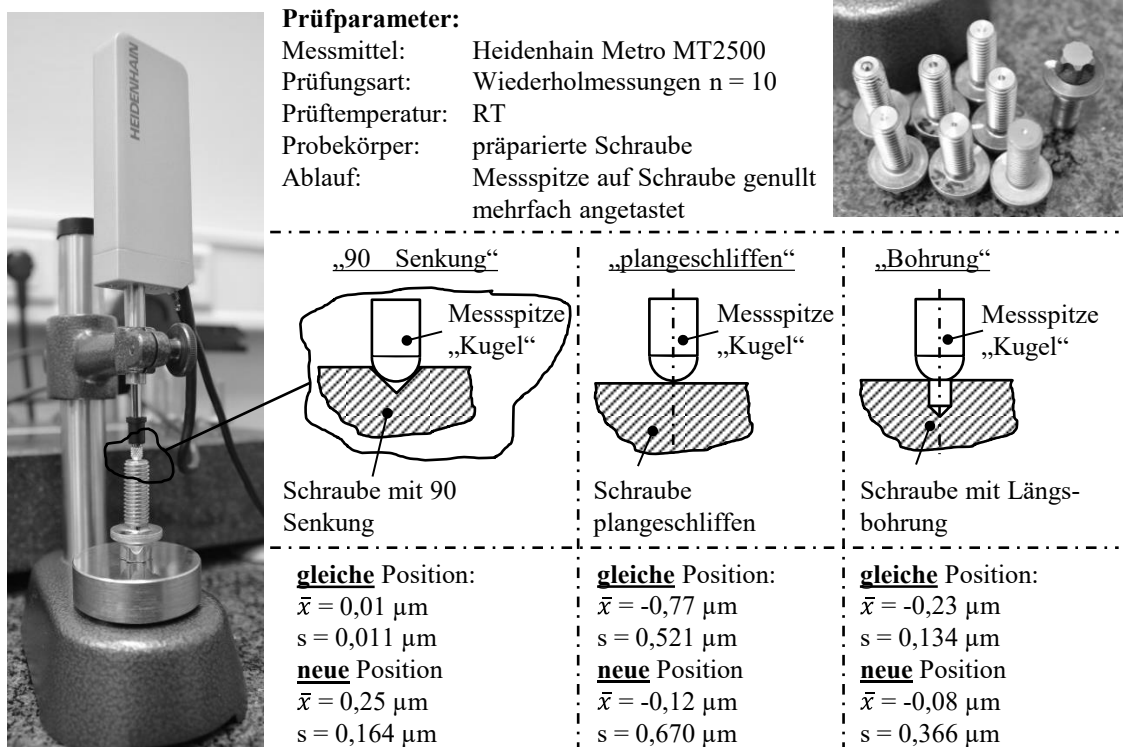 HEIDENHAIN
Prüfparameter:
Messmittel: Heidenhain Metro MT2500
Prüfungsart: Wiederholmessungen n = 10
Prüftemperatur: RT
Probekörper: präparierte Schraube
Ablauf: Messspitze auf Schraube genullt
mehrfach angetastet
„90 Senkung“
Messspitze
„Kugel“
Schraube mit 90
Senkung
„plangeschliffen“
Messspitze
„Kugel“
Schraube
plangeschliffen
„Bohrung“
Messspitze
„Kugel“
Schraube mit Längs-
bohrung
gleiche Position:
x̄ = 0,01 µm
s = 0,011 µm
neue Position
x̄ = 0,25 µm
s = 0,164 µm
gleiche Position:
x̄ = -0,77 µm
s = 0,521 µm
neue Position
x̄ = -0,12 µm
s = 0,670 µm
gleiche Position:
x̄ = -0,23 µm
s = 0,134 µm
neue Position
x̄ = -0,08 µm
s = 0,366 µm